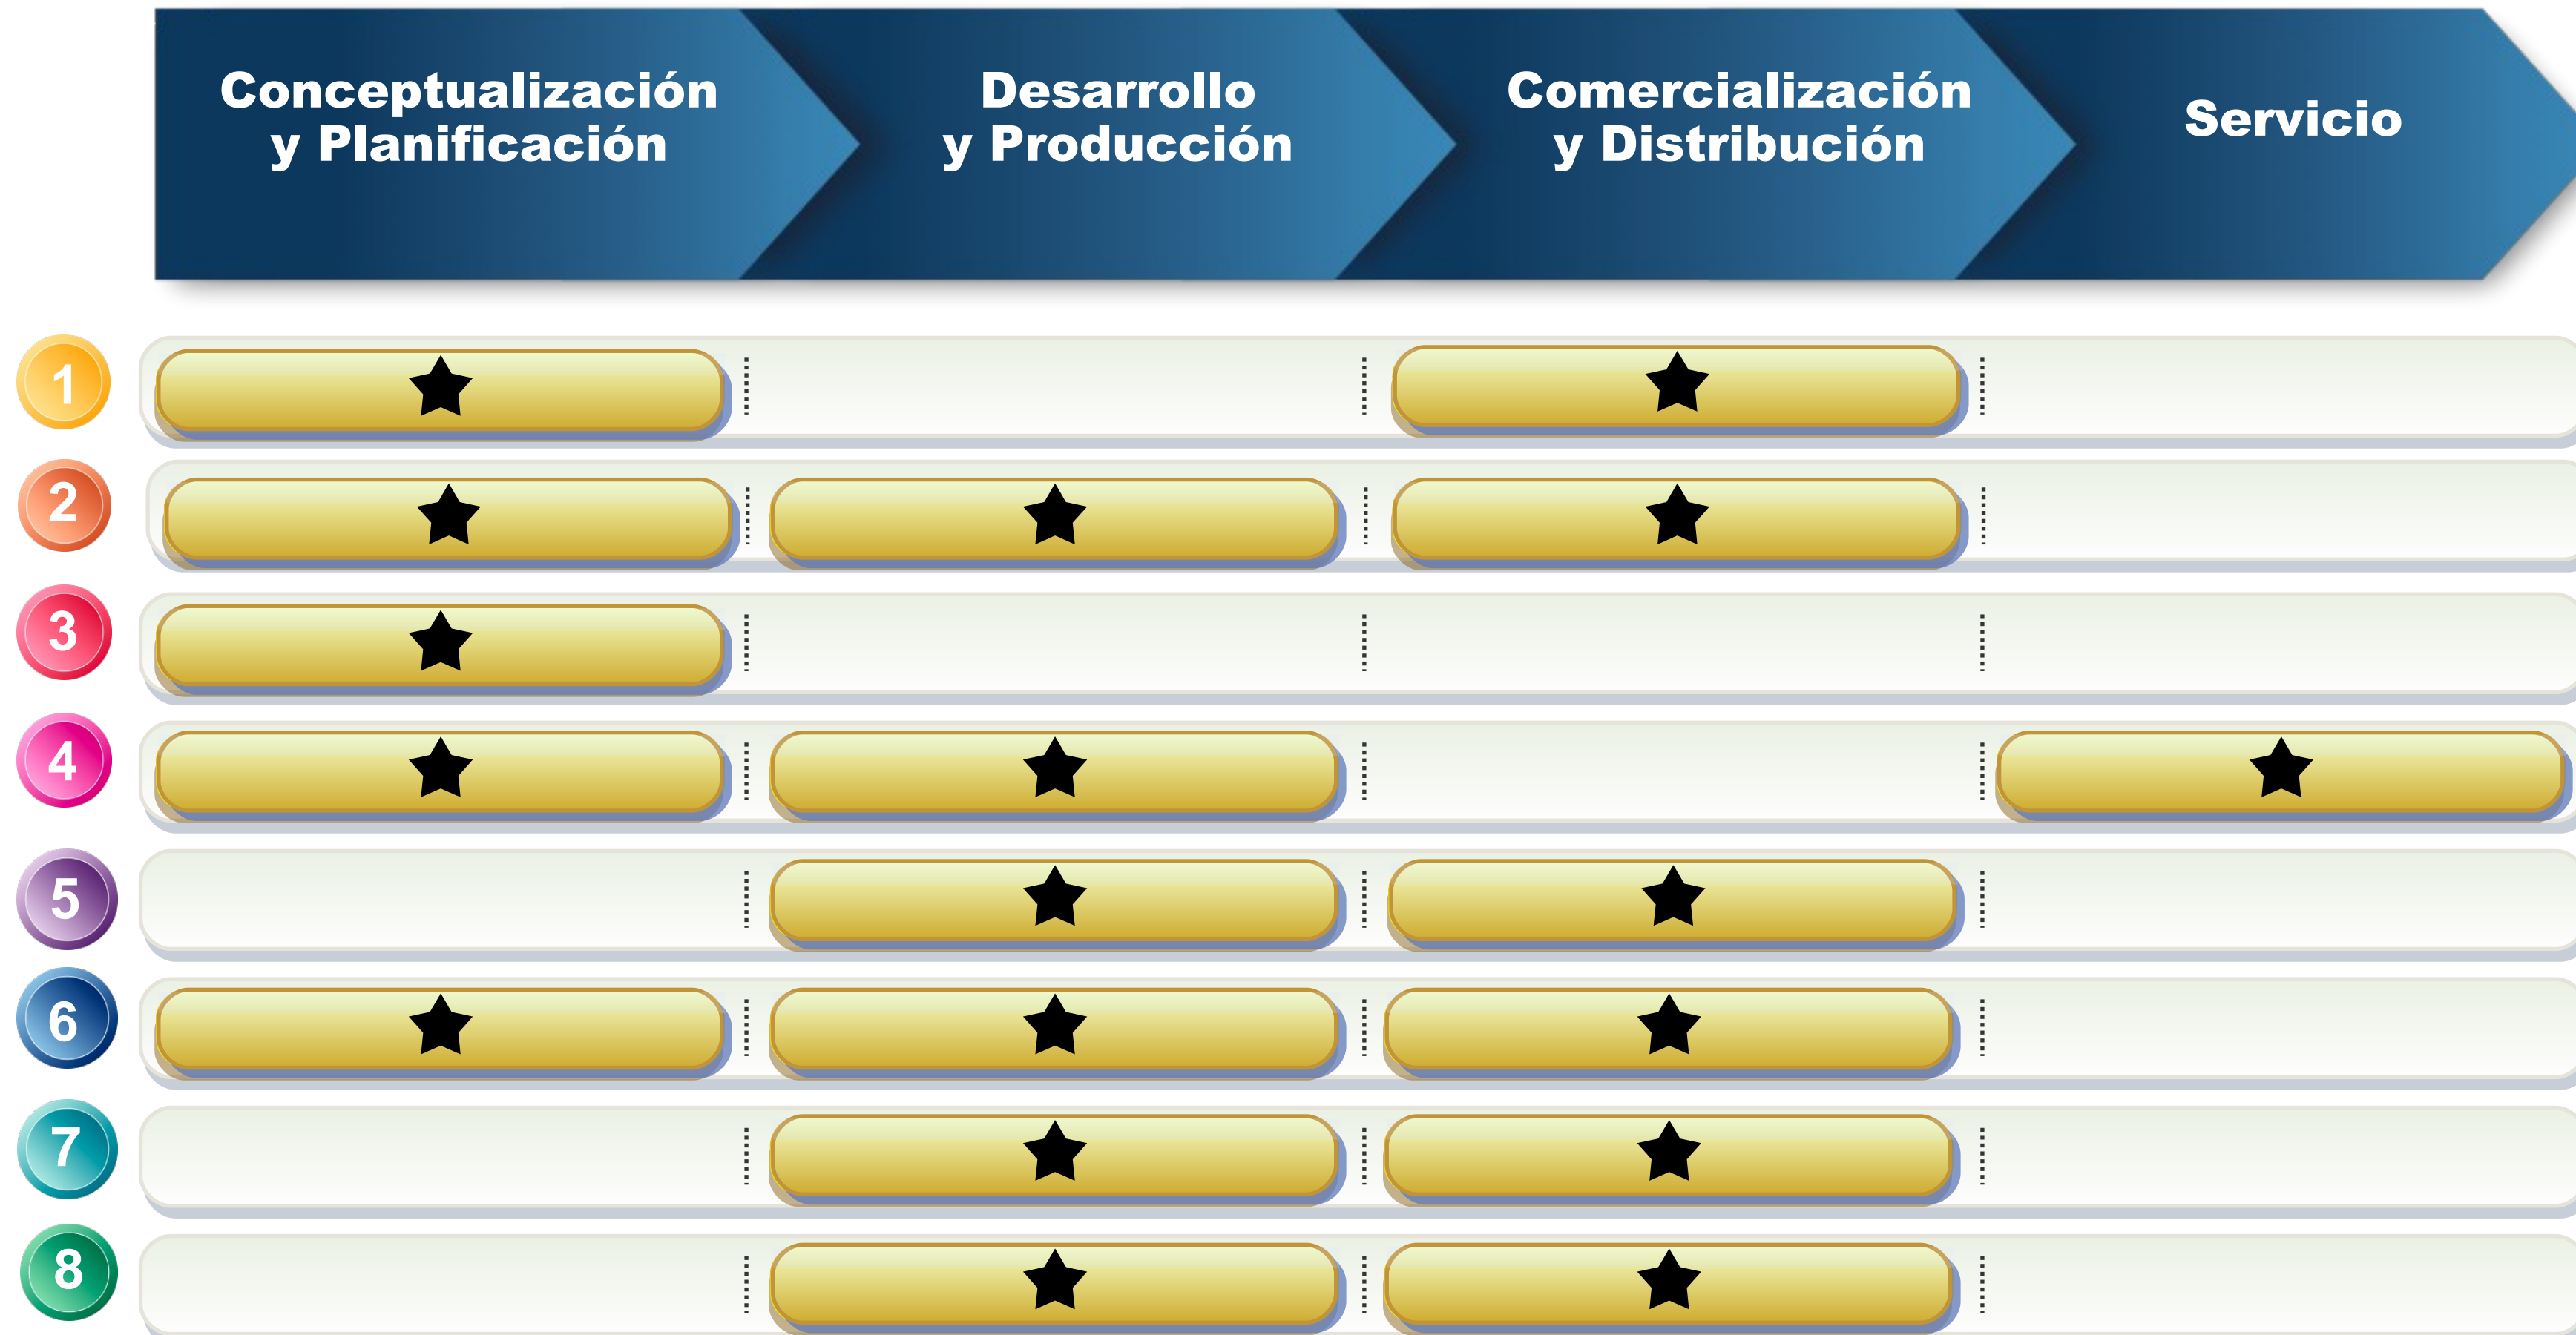 Conceptualización
y Planificación
Desarrollo
y Producción
Comercialización
y Distribución
Servicio
1
2
3
4
5
6
7
8